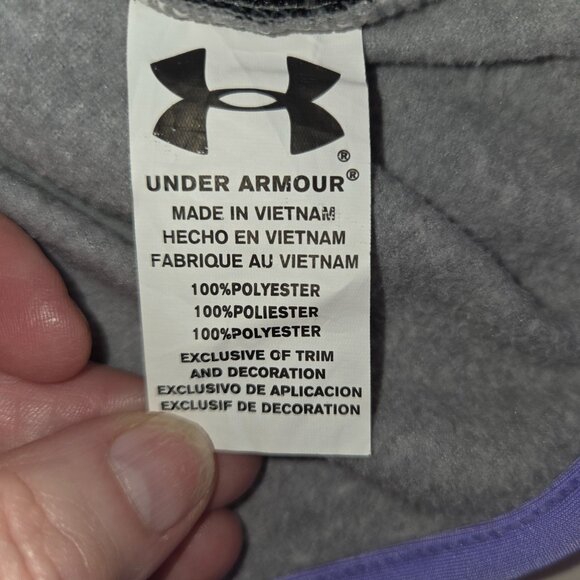 ®
UNDER ARMOUR®
MADE IN VIETNAM
HECHO EN VIETNAM
FABRIQUE AU VIETNAM
100%POLYESTER
100%POLIESTER
100%POLYESTER
EXCLUSIVE OF TRIM
AND DECORATION
EXCLUSIVO DE APLICACION
EXCLUSIF DE DECORATION